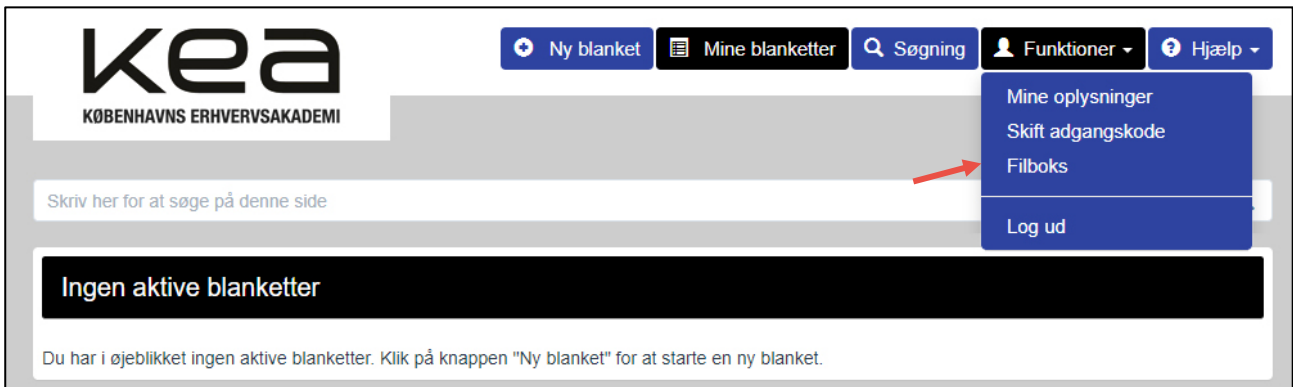 kea
KØBENHAVNS ERHVERVSAKADEMI
Ny blanket Mine blanketter Søgning Funktioner Hjælp
Mine oplysninger
Skift adgangskode
Filboks
Log ud
Skriv her for at søge på denne side
Ingen aktive blanketter
Du har i øjeblikket ingen aktive blanketter. Klik på knappen "Ny blanket" for at starte en ny blanket.